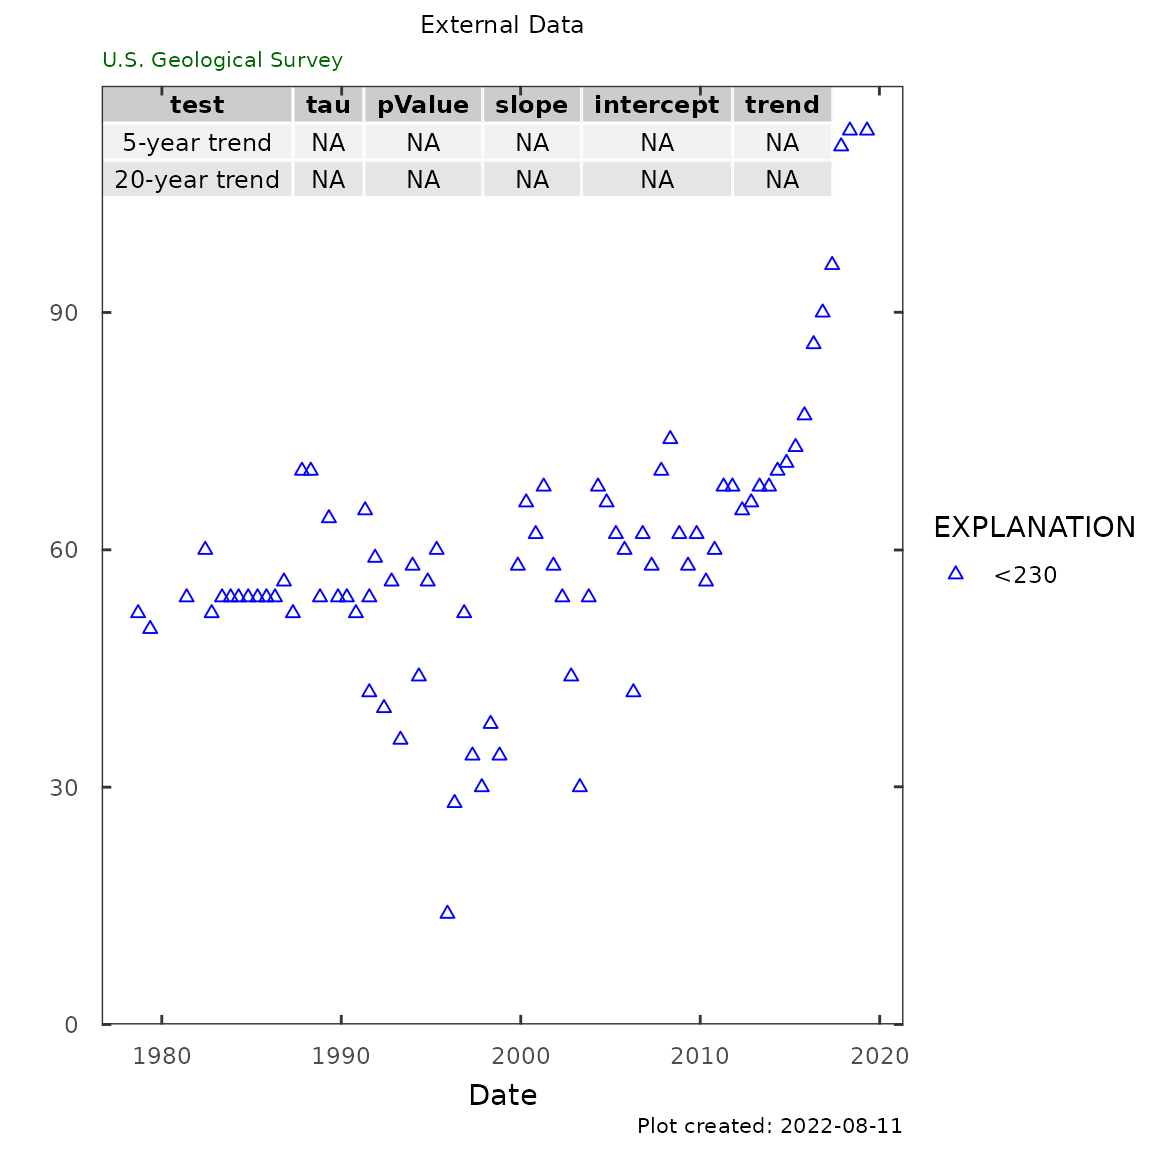 External Data
U.S. Geological Survey
test tau pValue slope intercept trend
5-year trend NA NA NA NA NA
20-year trend NA NA NA NA NA
90
60
30
0
EXPLANATION
<230
1980 1990 2000 2010 2020
Date
Plot created: 2022-08-11